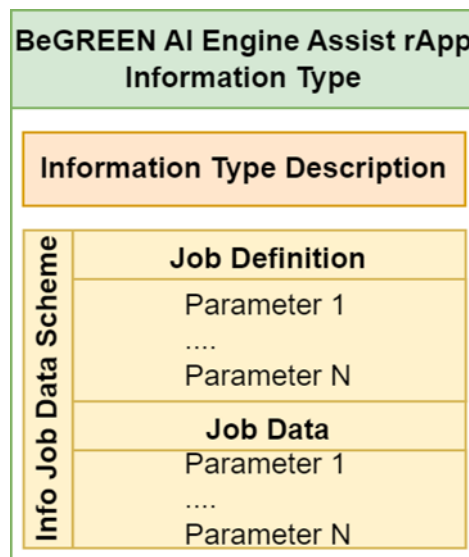 BeGREEN AI Engine Assist rApp
Information Type
Information Type Description
Info Job Data Scheme
Job Definition
Parameter 1
....
Parameter N
Job Data
Parameter 1
....
Parameter N